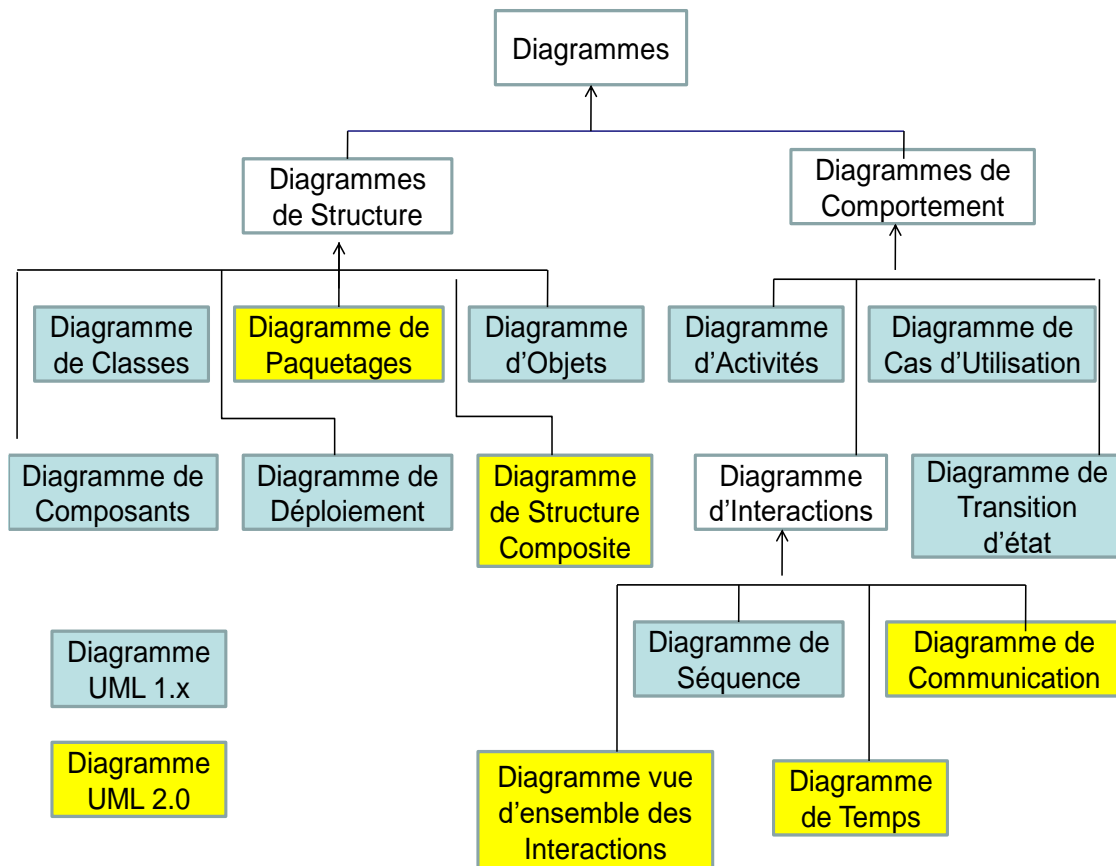 Diagrammes
Diagrammes
de Structure
Diagrammes de
Comportement
Diagramme
de Classes
Diagramme de
Paquetages
Diagramme
d'Objets
Diagramme
d'Activités
Diagramme de
Cas d'Utilisation
Diagramme de
Composants
Diagramme de
Déploiement
Diagramme
de Structure
Composite
Diagramme
d'Interactions
Diagramme de
Transition
d'état
Diagramme
UML 1.x
Diagramme de
Séquence
Diagramme de
Communication
Diagramme
UML 2.0
Diagramme vue
d'ensemble des
Interactions
Diagramme
de Temps